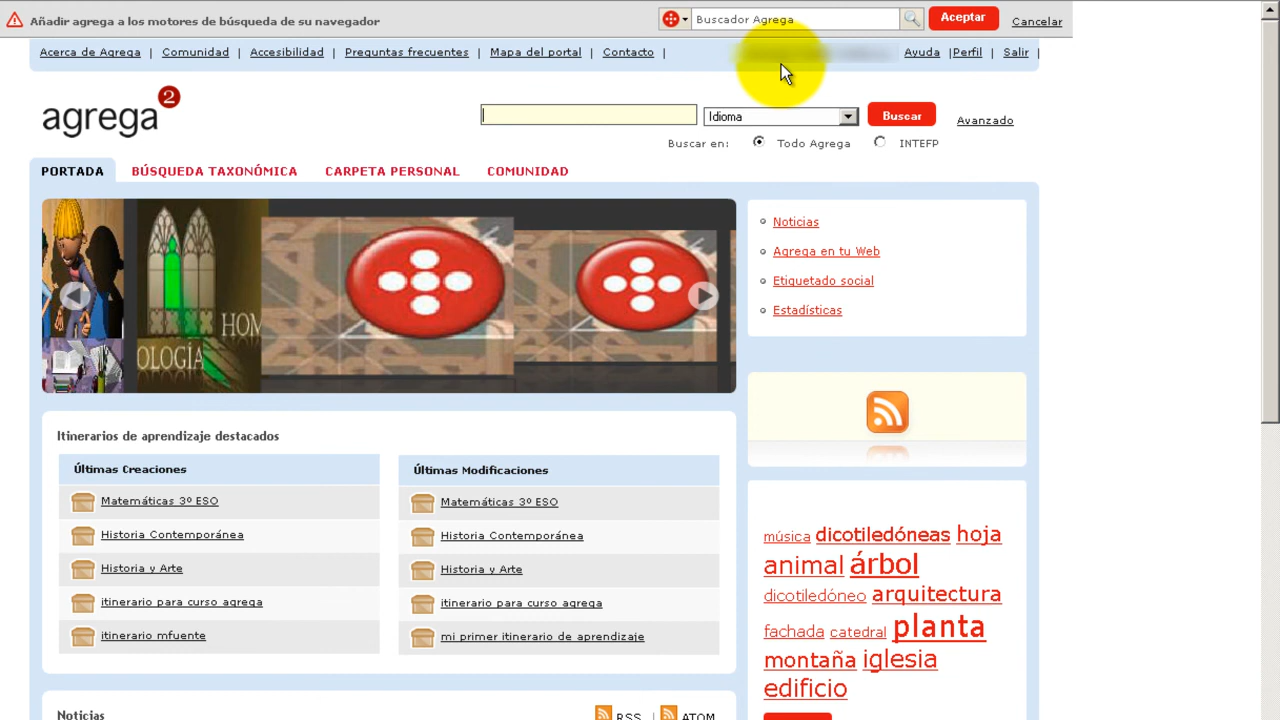 Añadir agrega a los motores de búsqueda de su navegador
Buscador Agrega
Aceptar
Cancelar
Acerca de Agrega | Comunidad | Accesibilidad | Preguntas frecuentes | Mapa del portal | Contacto |
Ayuda |Perfil | Salir |
agrega 2
Idioma
Buscar
Avanzado
Buscar en: Todo Agrega INTEFP
PORTADA BÚSQUEDA TAXONÓMICA CARPETA PERSONAL COMUNIDAD
HOM
OLOGÍA
Noticias
Agrega en tu Web
Etiquetado social
Estadísticas
Itinerarios de aprendizaje destacados
Últimas Creaciones
Matemáticas 3º ESO
Historia Contemporánea
Historia y Arte
itinerario para curso agrega
itinerario mfuente
Últimas Modificaciones
Matemáticas 3º ESO
Historia Contemporánea
Historia y Arte
itinerario para curso agrega
mi primer itinerario de aprendizaje
música dicotiledóneas hoja
animal árbol
dicotiledóneo arquitectura
fachada catedral planta
montaña iglesia
edificio
Noticias
RSS | ATOM